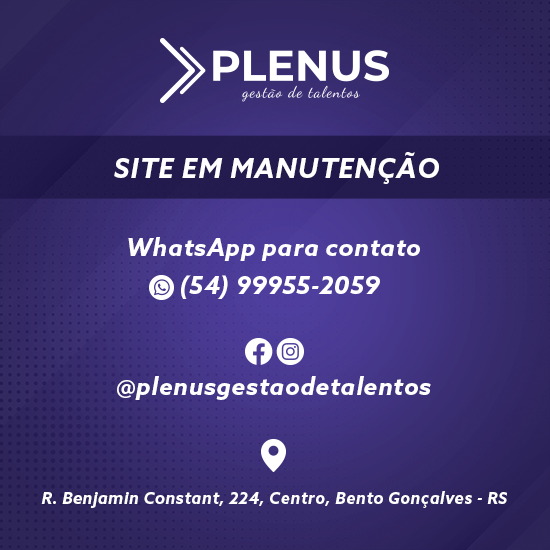 PLENUS
gestão de talentos
SITE EM MANUTENÇÃO
WhatsApp para contato
(54) 99955-2059
@plenusgestaodetalentos
R. Benjamin Constant, 224, Centro, Bento Gonçalves - RS